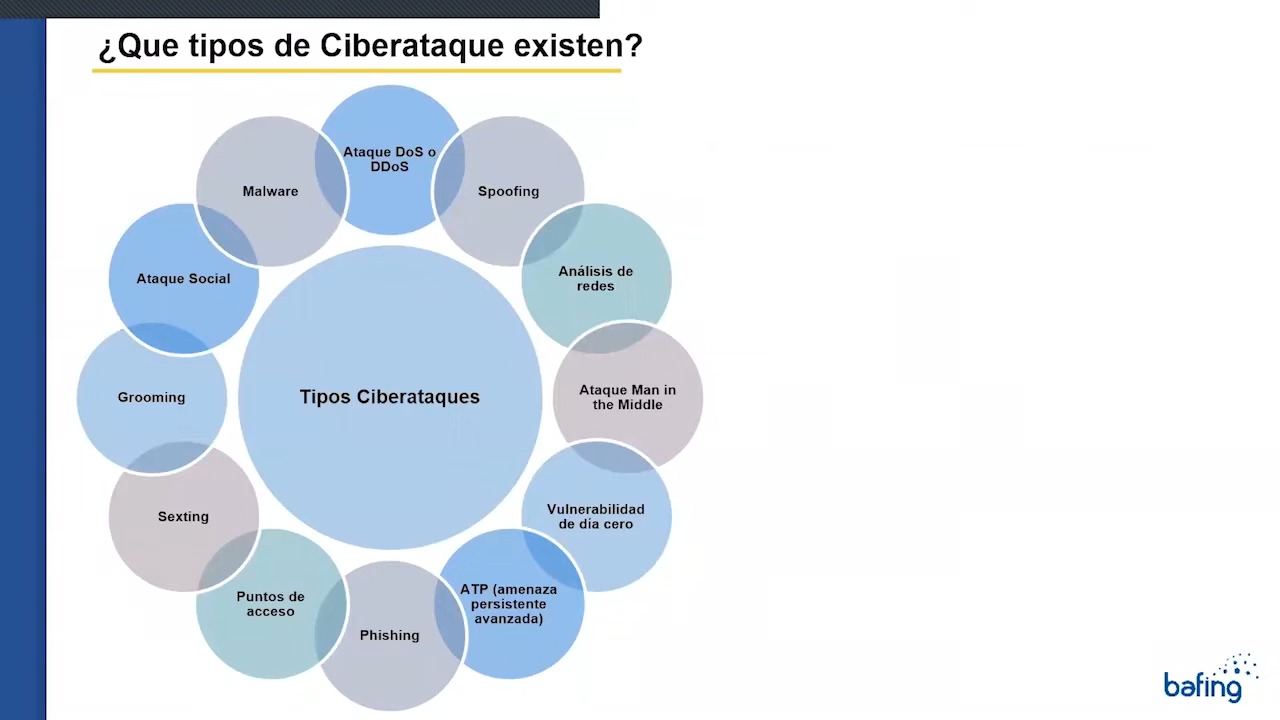 ¿Que tipos de Ciberataque existen?
Ataque DoS o
DDoS
Spoofing
Análisis de
redes
Ataque Man in
the Middle
Vulnerabilidad
de día cero
ATP (amenaza
persistente
avanzada)
Phishing
Puntos de
acceso
Sexting
Grooming
Ataque Social
Malware
Tipos Ciberataques
bafing